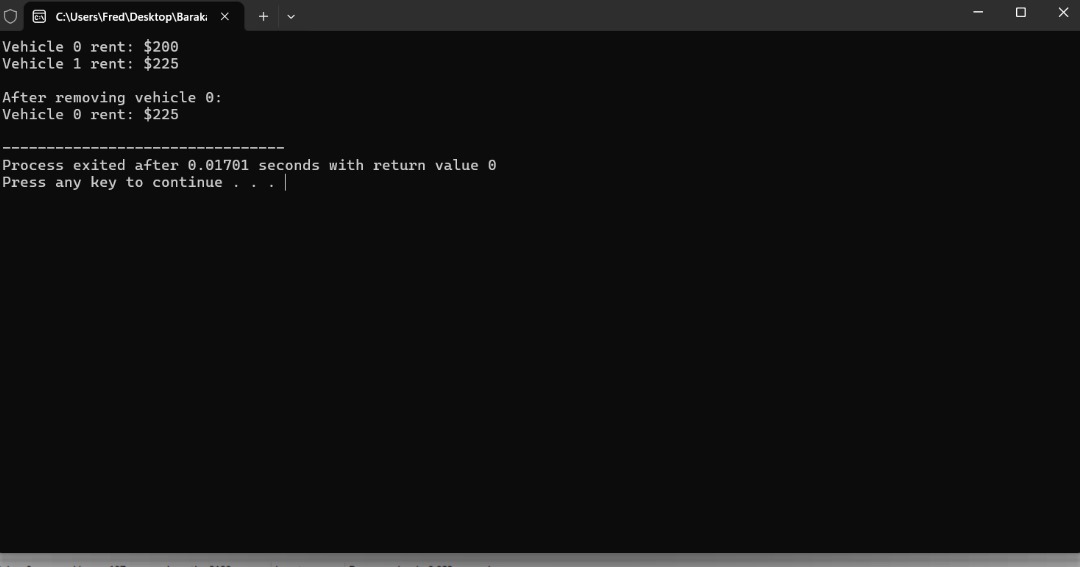 C:\Users\Fred\Desktop\Baraka
Vehicle 0 rent: $200
Vehicle 1 rent: $225
After removing vehicle 0:
Vehicle 0 rent: $225
--------------------------------
Process exited after 0.01701 seconds with return value 0
Press any key to continue . . .